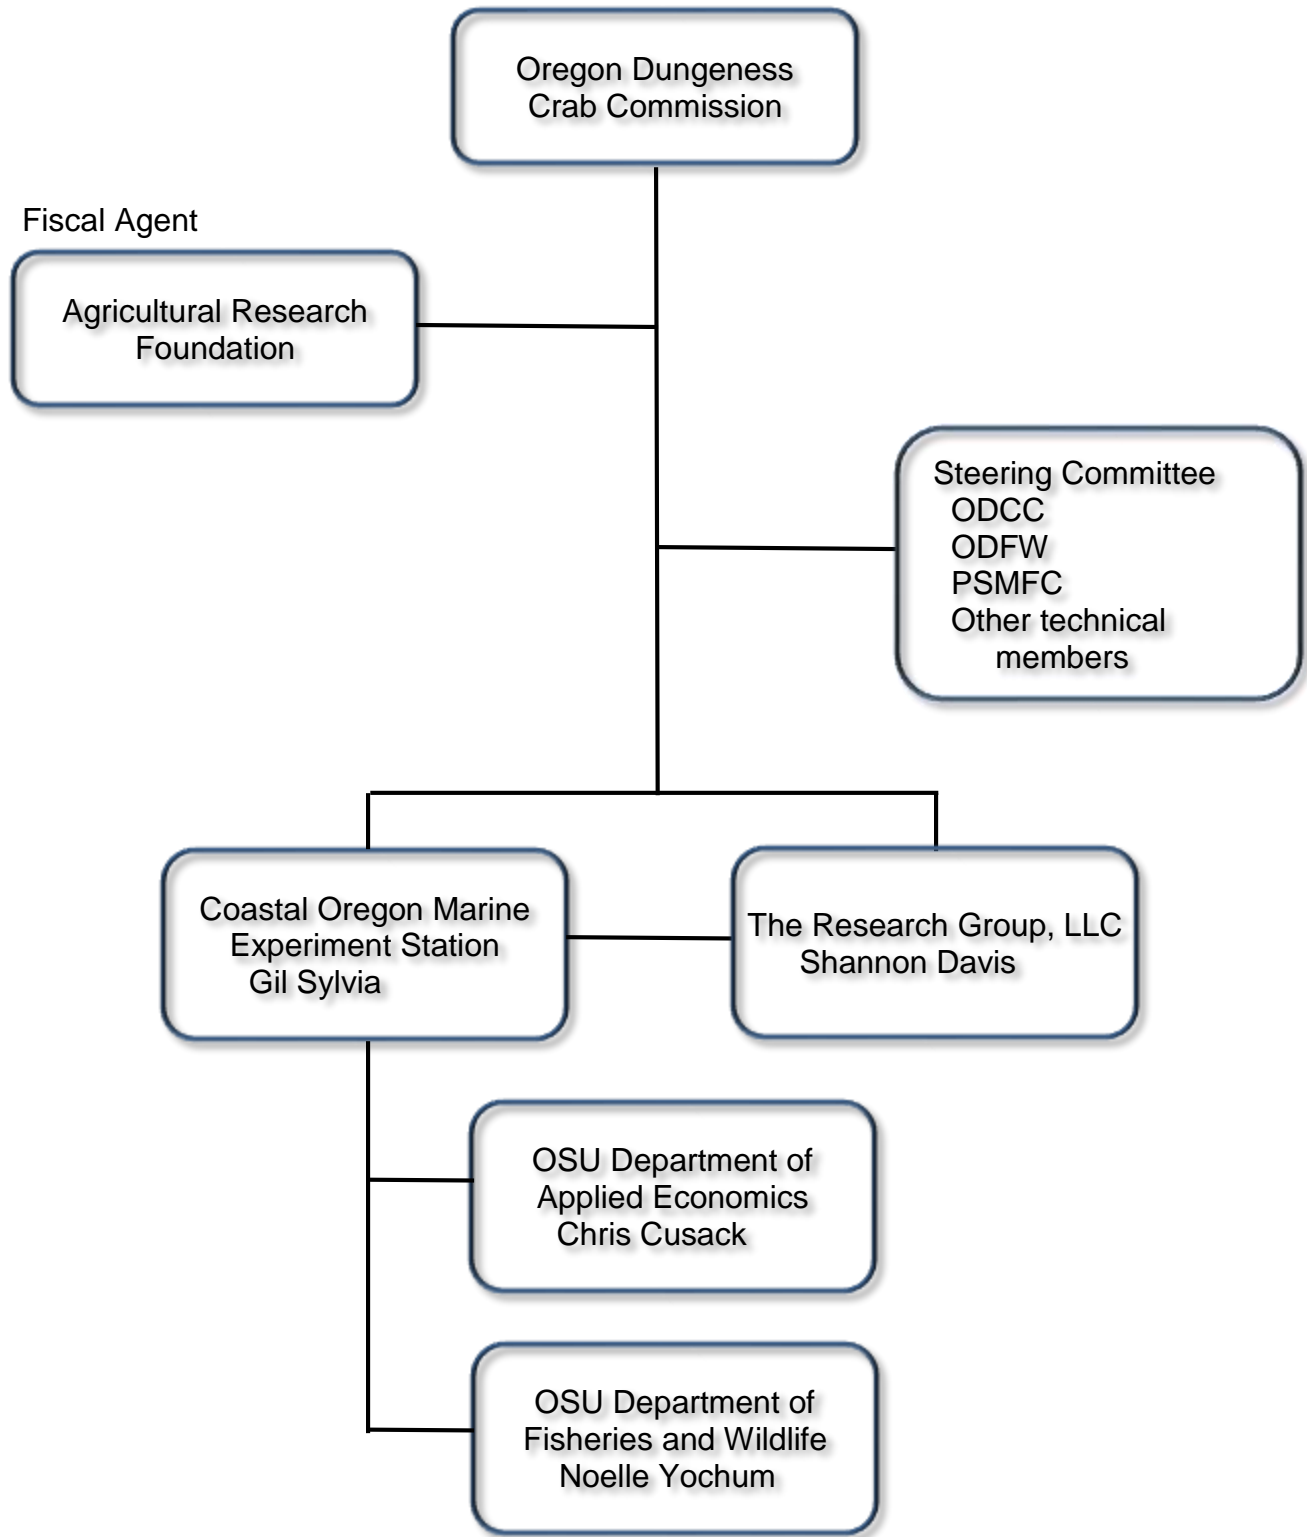 Oregon Dungeness
Crab Commission
Fiscal Agent
Agricultural Research
Foundation
Steering Committee
ODCC
ODFW
PSMFC
Other technical
members
Coastal Oregon Marine
Experiment Station
Gil Sylvia
The Research Group, LLC
Shannon Davis
OSU Department of
Applied Economics
Chris Cusack
OSU Department of
Fisheries and Wildlife
Noelle Yochum